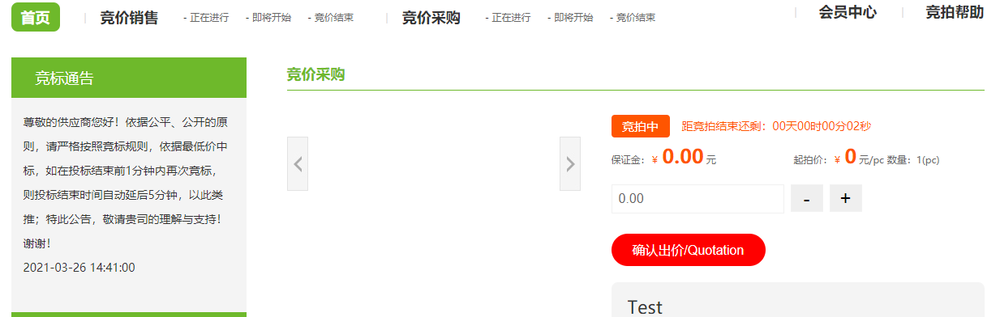 首页 | 竞价销售 - 正在进行 - 即将开始 - 竞价结束 | 竞价采购 - 正在进行 - 即将开始 - 竞价结束 | 会员中心 | 竞拍帮助
竞标通告
尊敬的供应商您好！依据公平、公开的原
则，请严格按照竞标规则，依据最低价中
标，如在投标结束前1分钟内再次竞标，
则投标结束时间自动延后5分钟，以此类
推；特此公告，敬请贵司的理解与支持！
谢谢！
2021-03-26 14:41:00
竞价采购
竞拍中 距竞拍结束还剩：00天00时00分02秒
保证金：￥ 0.00 元 起拍价：￥ 0 元/pc 数量：1(pc)
0.00 - +
确认出价/Quotation
Test